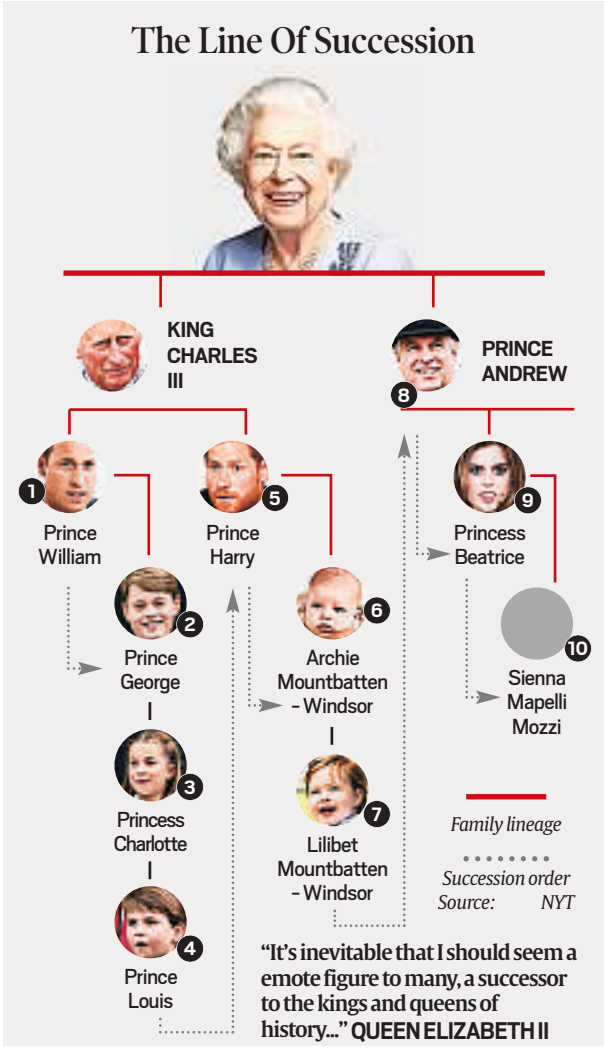 The Line Of Succession
KING
CHARLES
III
PRINCE
ANDREW
8
1
Prince
William
5
Prince
Harry
9
Princess
Beatrice
2
Prince
George
6
Archie
Mountbatten
– Windsor
10
Sienna
Mapelli
Mozzi
3
Princess
Charlotte
7
Lilibet
Mountbatten
– Windsor
4
Prince
Louis
Family lineage
Succession order
Source: NYT
“It’s inevitable that I should seem a
emote figure to many, a successor
to the kings and queens of
history...” QUEEN ELIZABETH II